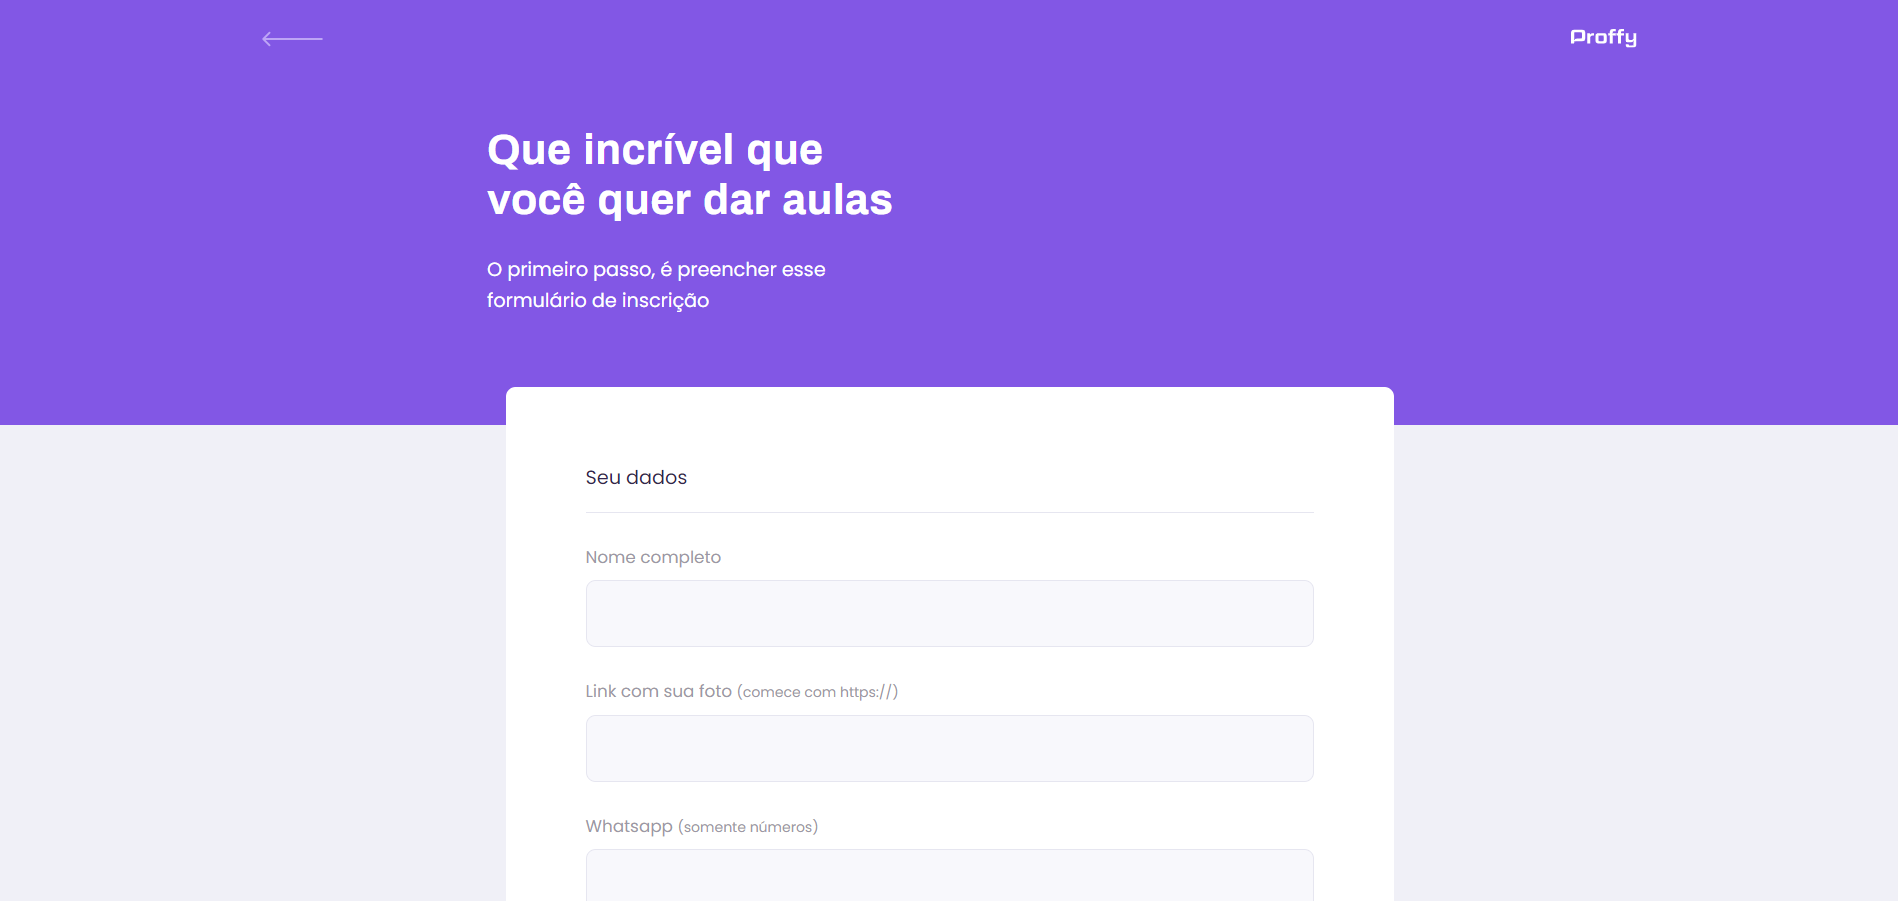 Proffy
Que incrível que
você quer dar aulas
O primeiro passo, é preencher esse
formulário de inscrição
Seu dados
Nome completo
Link com sua foto (comece com https://)
Whatsapp (somente números)